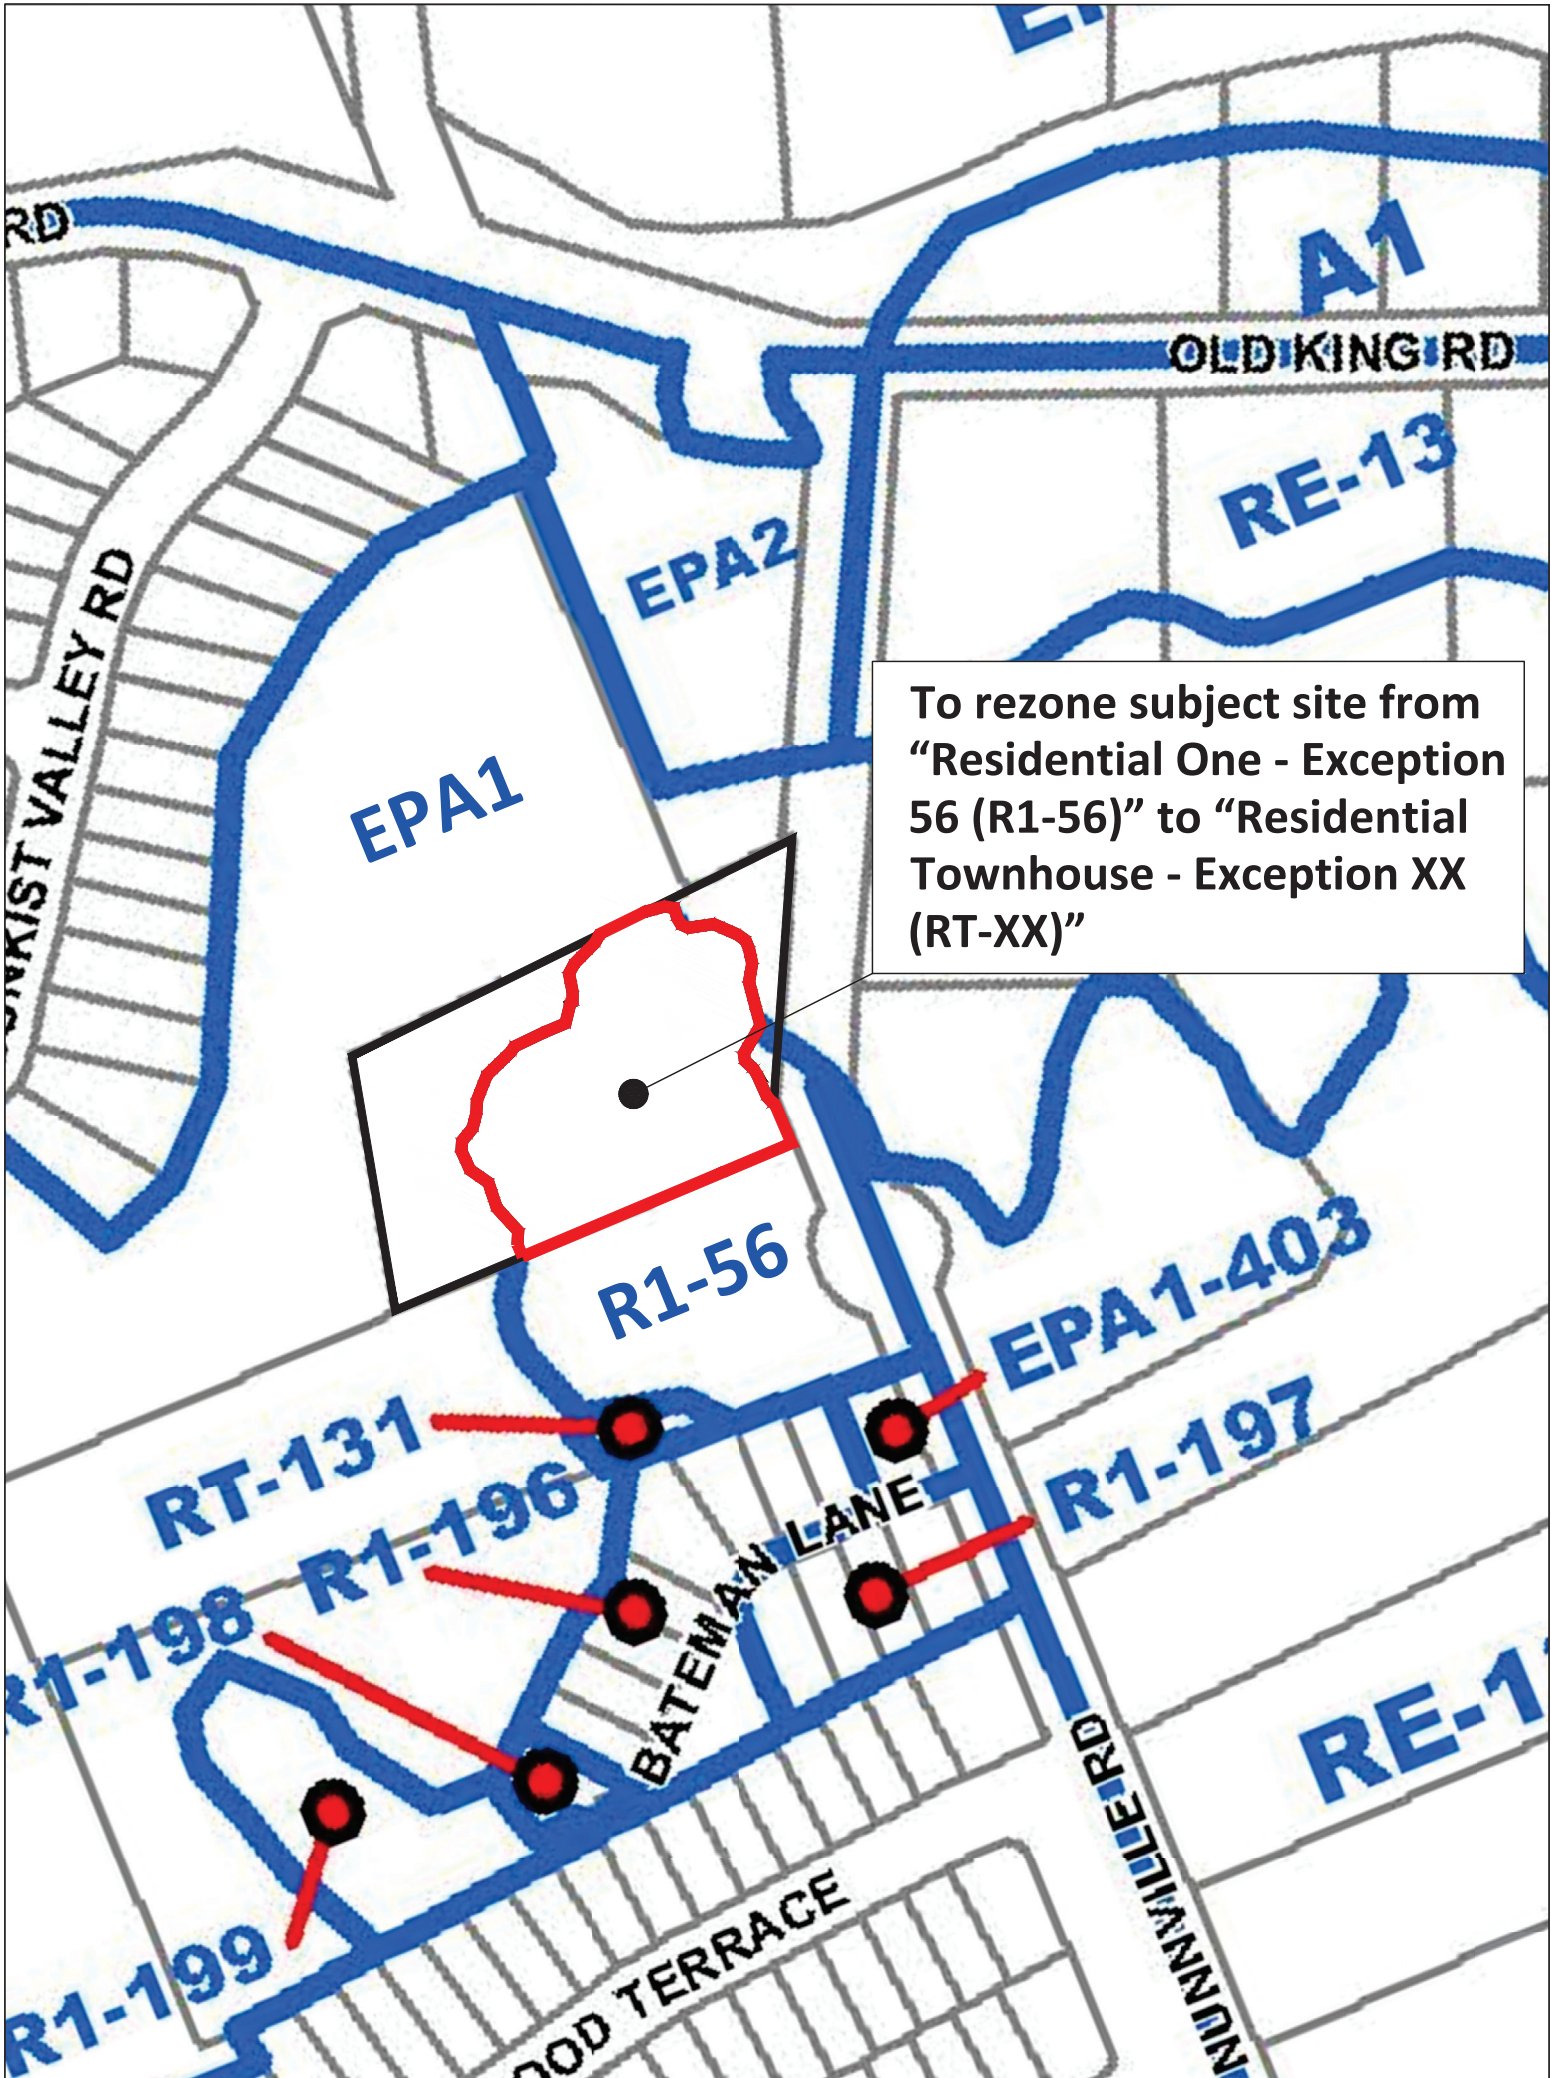 RD
A1
OLD KING RD
RE-13
EPA2
VALLEY RD
To rezone subject site from
“Residential One - Exception
56 (R1-56)” to “Residential
Townhouse - Exception XX
(RT-XX)”
EPA1
R1-56
EPA1-403
RT-131
R1-197
R1-196
BATEMAN LANE
R1-198
RE-1
NUNNVILLE RD
R1-199
TERRACE